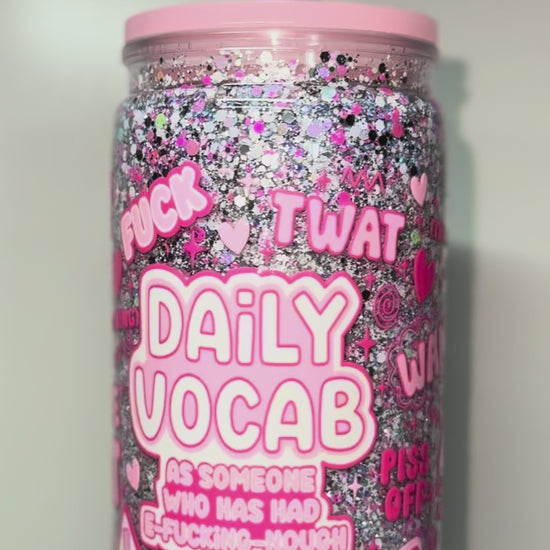 FUCK
TWAT
DAiLY
VOCAB
AS SOMEONE
WHO HAS HAD
E-FUCKING-NOUGH
PISS
OFF